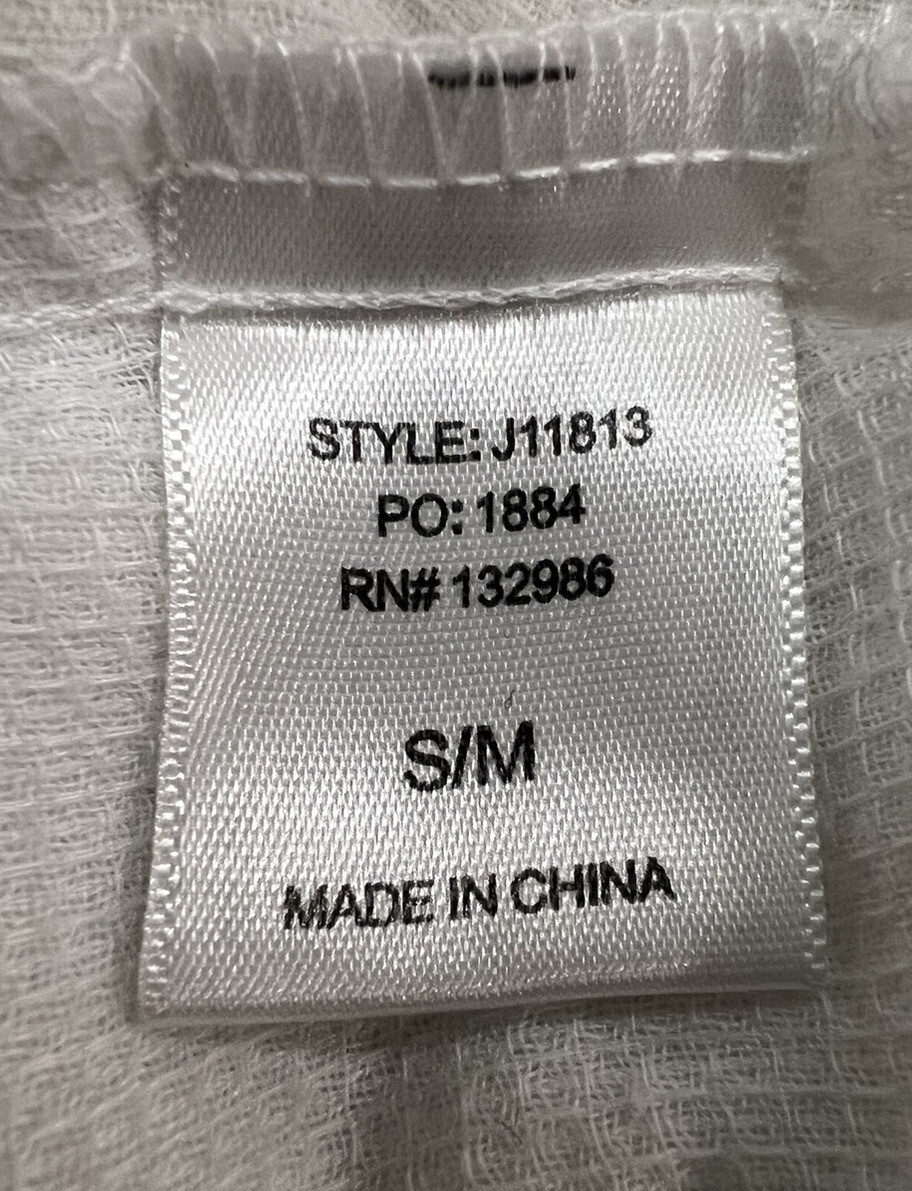 STYLE: J11813
PO: 1884
RN# 132986
S/M
MADE IN CHINA